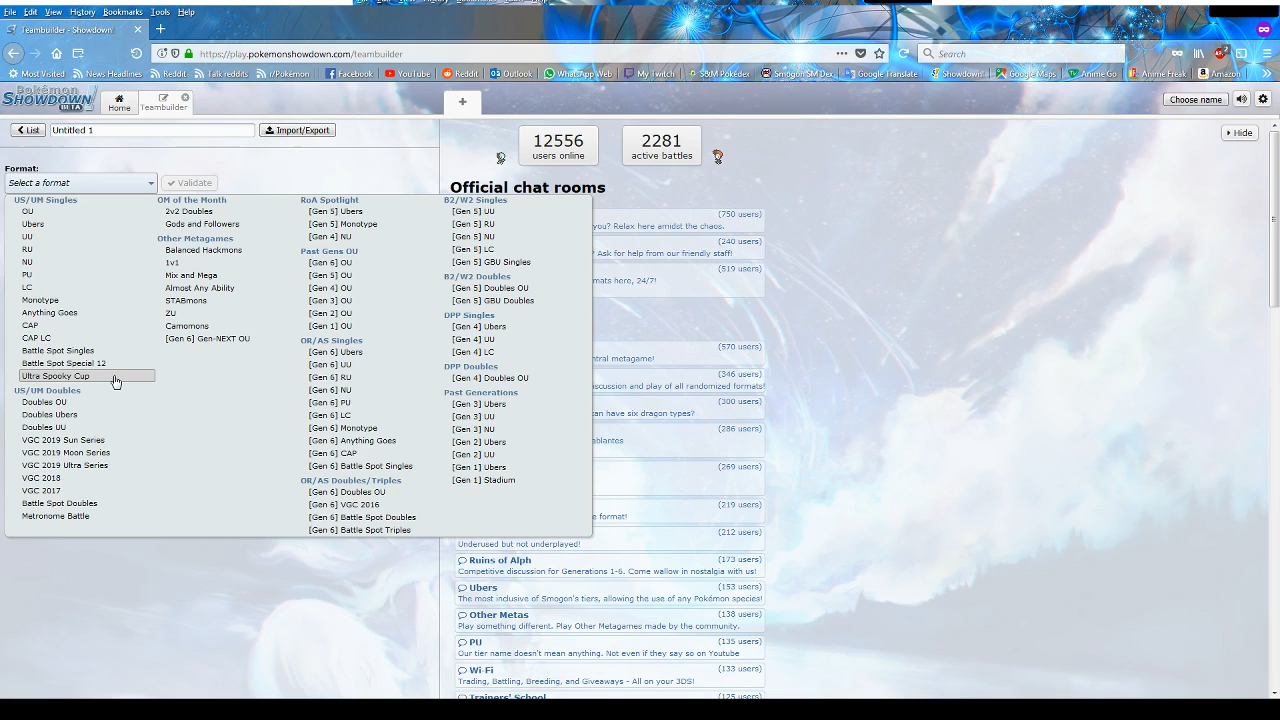 File Edit View History Bookmarks Tools Help
Teambuilder - Showdown!
https://play.pokemonshowdown.com/teambuilder
Search
Most Visited News Headlines Reddit Talk reddits r/Pokemon Facebook YouTube Reddit Outlook WhatsApp Web My Twitch S&M Pokédex Smogon SM Dex Google Translate Showdown! Google Maps Anime Go Anime Freak Amazon
Pokémon
SHOWDOWN
BETA
Home
Teambuilder
+
Choose name
List
Untitled 1
Import/Export
12556
users online
2281
active battles
Hide
Format:
Select a format
Validate
Official chat rooms
US/UM Singles
OU
Ubers
UU
RU
NU
PU
LC
Monotype
Anything Goes
CAP
CAP LC
Battle Spot Singles
Battle Spot Special 12
Ultra Spooky Cup
US/UM Doubles
Doubles OU
Doubles Ubers
Doubles UU
VGC 2019 Sun Series
VGC 2019 Moon Series
VGC 2019 Ultra Series
VGC 2018
VGC 2017
Battle Spot Doubles
Metronome Battle
OM of the Month
2v2 Doubles
Gods and Followers
Other Metagames
Balanced Hackmons
1v1
Mix and Mega
Almost Any Ability
STABmons
ZU
Camomons
[Gen 6] Gen-NEXT OU
RoA Spotlight
[Gen 5] Ubers
[Gen 5] Monotype
[Gen 4] NU
Past Gens OU
[Gen 6] OU
[Gen 5] OU
[Gen 4] OU
[Gen 3] OU
[Gen 2] OU
[Gen 1] OU
OR/AS Singles
[Gen 6] Ubers
[Gen 6] UU
[Gen 6] RU
[Gen 6] NU
[Gen 6] PU
[Gen 6] LC
[Gen 6] Monotype
[Gen 6] Anything Goes
[Gen 6] CAP
[Gen 6] Battle Spot Singles
OR/AS Doubles/Triples
[Gen 6] Doubles OU
[Gen 6] VGC 2016
[Gen 6] Battle Spot Doubles
[Gen 6] Battle Spot Triples
B2/W2 Singles
[Gen 5] UU
[Gen 5] RU
[Gen 5] NU
[Gen 5] LC
[Gen 5] GBU Singles
B2/W2 Doubles
[Gen 5] Doubles OU
[Gen 5] GBU Doubles
DPP Singles
[Gen 4] Ubers
[Gen 4] UU
[Gen 4] LC
DPP Doubles
[Gen 4] Doubles OU
Past Generations
[Gen 3] Ubers
[Gen 3] UU
[Gen 3] NU
[Gen 2] Ubers
[Gen 2] UU
[Gen 1] Ubers
[Gen 1] Stadium
(750 users)
you? Relax here amidst the chaos.
(240 users)
? Ask for help from our friendly staff!
(519 users)
mats here, 24/7!
(570 users)
ntral metagame!
(346 users)
scussion and play of all randomized formats!
(300 users)
can have six dragon types?
(286 users)
ablantes
(269 users)
(219 users)
e format!
(212 users)
Underused but not underplayed!
Ruins of Alph (173 users)
Competitive discussion for Generations 1-6. Come wallow in nostalgia with us!
Ubers (153 users)
The most inclusive of Smogon's tiers, allowing the use of any Pokémon species!
Other Metas (138 users)
Play something different. Play Other Metagames made by the community.
PU (135 users)
Our tier name doesn't mean anything. Not even if they say so on Youtube
Wi-Fi (133 users)
Trading, Battling, Breeding, and Giveaways - All on your 3DS!
Trainers' School (125 users)